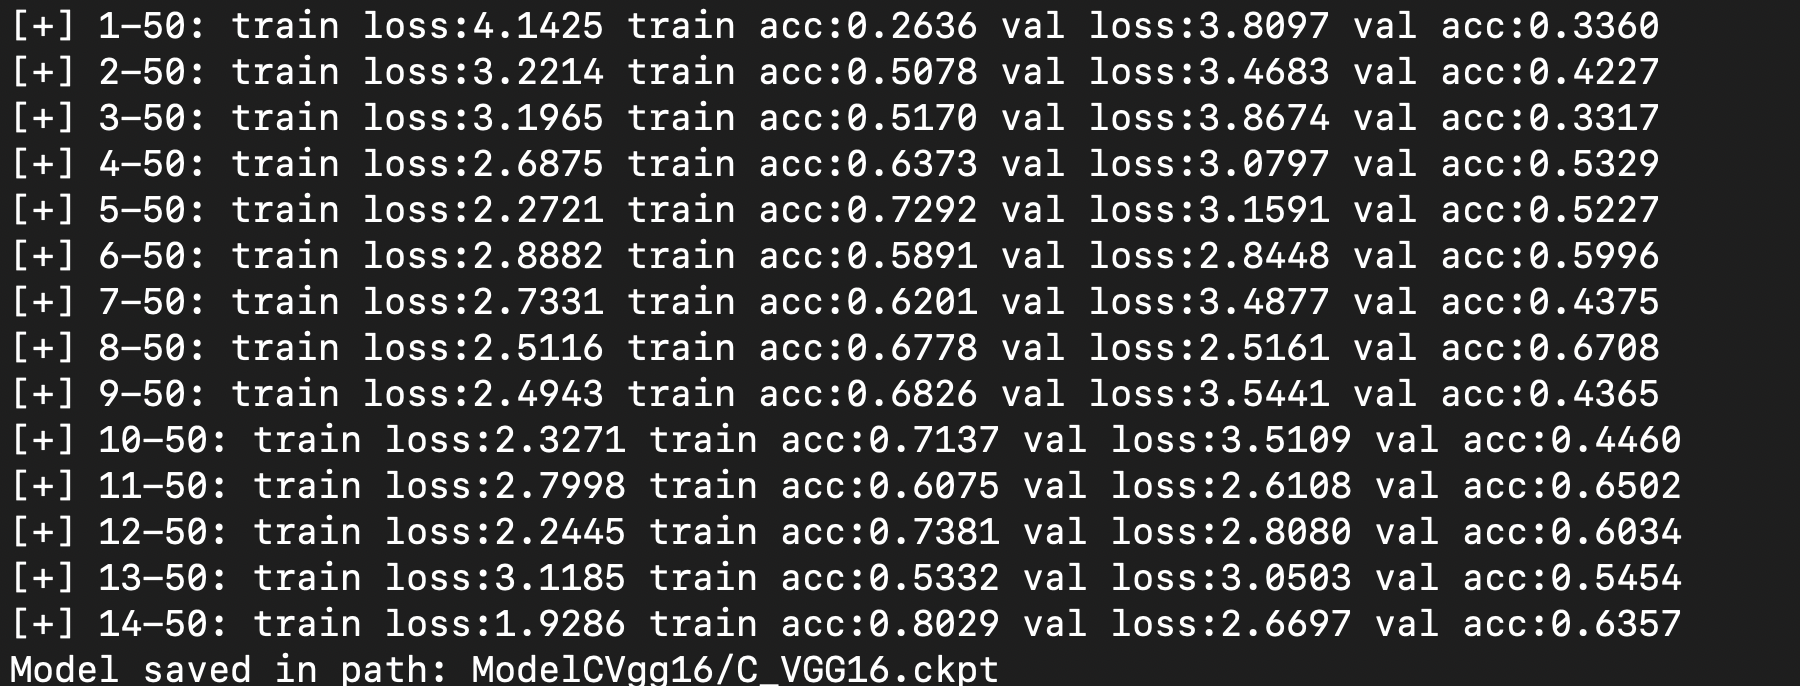 [+] 1-50: train loss:4.1425 train acc:0.2636 val loss:3.8097 val acc:0.3360
[+] 2-50: train loss:3.2214 train acc:0.5078 val loss:3.4683 val acc:0.4227
[+] 3-50: train loss:3.1965 train acc:0.5170 val loss:3.8674 val acc:0.3317
[+] 4-50: train loss:2.6875 train acc:0.6373 val loss:3.0797 val acc:0.5329
[+] 5-50: train loss:2.2721 train acc:0.7292 val loss:3.1591 val acc:0.5227
[+] 6-50: train loss:2.8882 train acc:0.5891 val loss:2.8448 val acc:0.5996
[+] 7-50: train loss:2.7331 train acc:0.6201 val loss:3.4877 val acc:0.4375
[+] 8-50: train loss:2.5116 train acc:0.6778 val loss:2.5161 val acc:0.6708
[+] 9-50: train loss:2.4943 train acc:0.6826 val loss:3.5441 val acc:0.4365
[+] 10-50: train loss:2.3271 train acc:0.7137 val loss:3.5109 val acc:0.4460
[+] 11-50: train loss:2.7998 train acc:0.6075 val loss:2.6108 val acc:0.6502
[+] 12-50: train loss:2.2445 train acc:0.7381 val loss:2.8080 val acc:0.6034
[+] 13-50: train loss:3.1185 train acc:0.5332 val loss:3.0503 val acc:0.5454
[+] 14-50: train loss:1.9286 train acc:0.8029 val loss:2.6697 val acc:0.6357
Model saved in path: ModelCVgg16/C_VGG16.ckpt